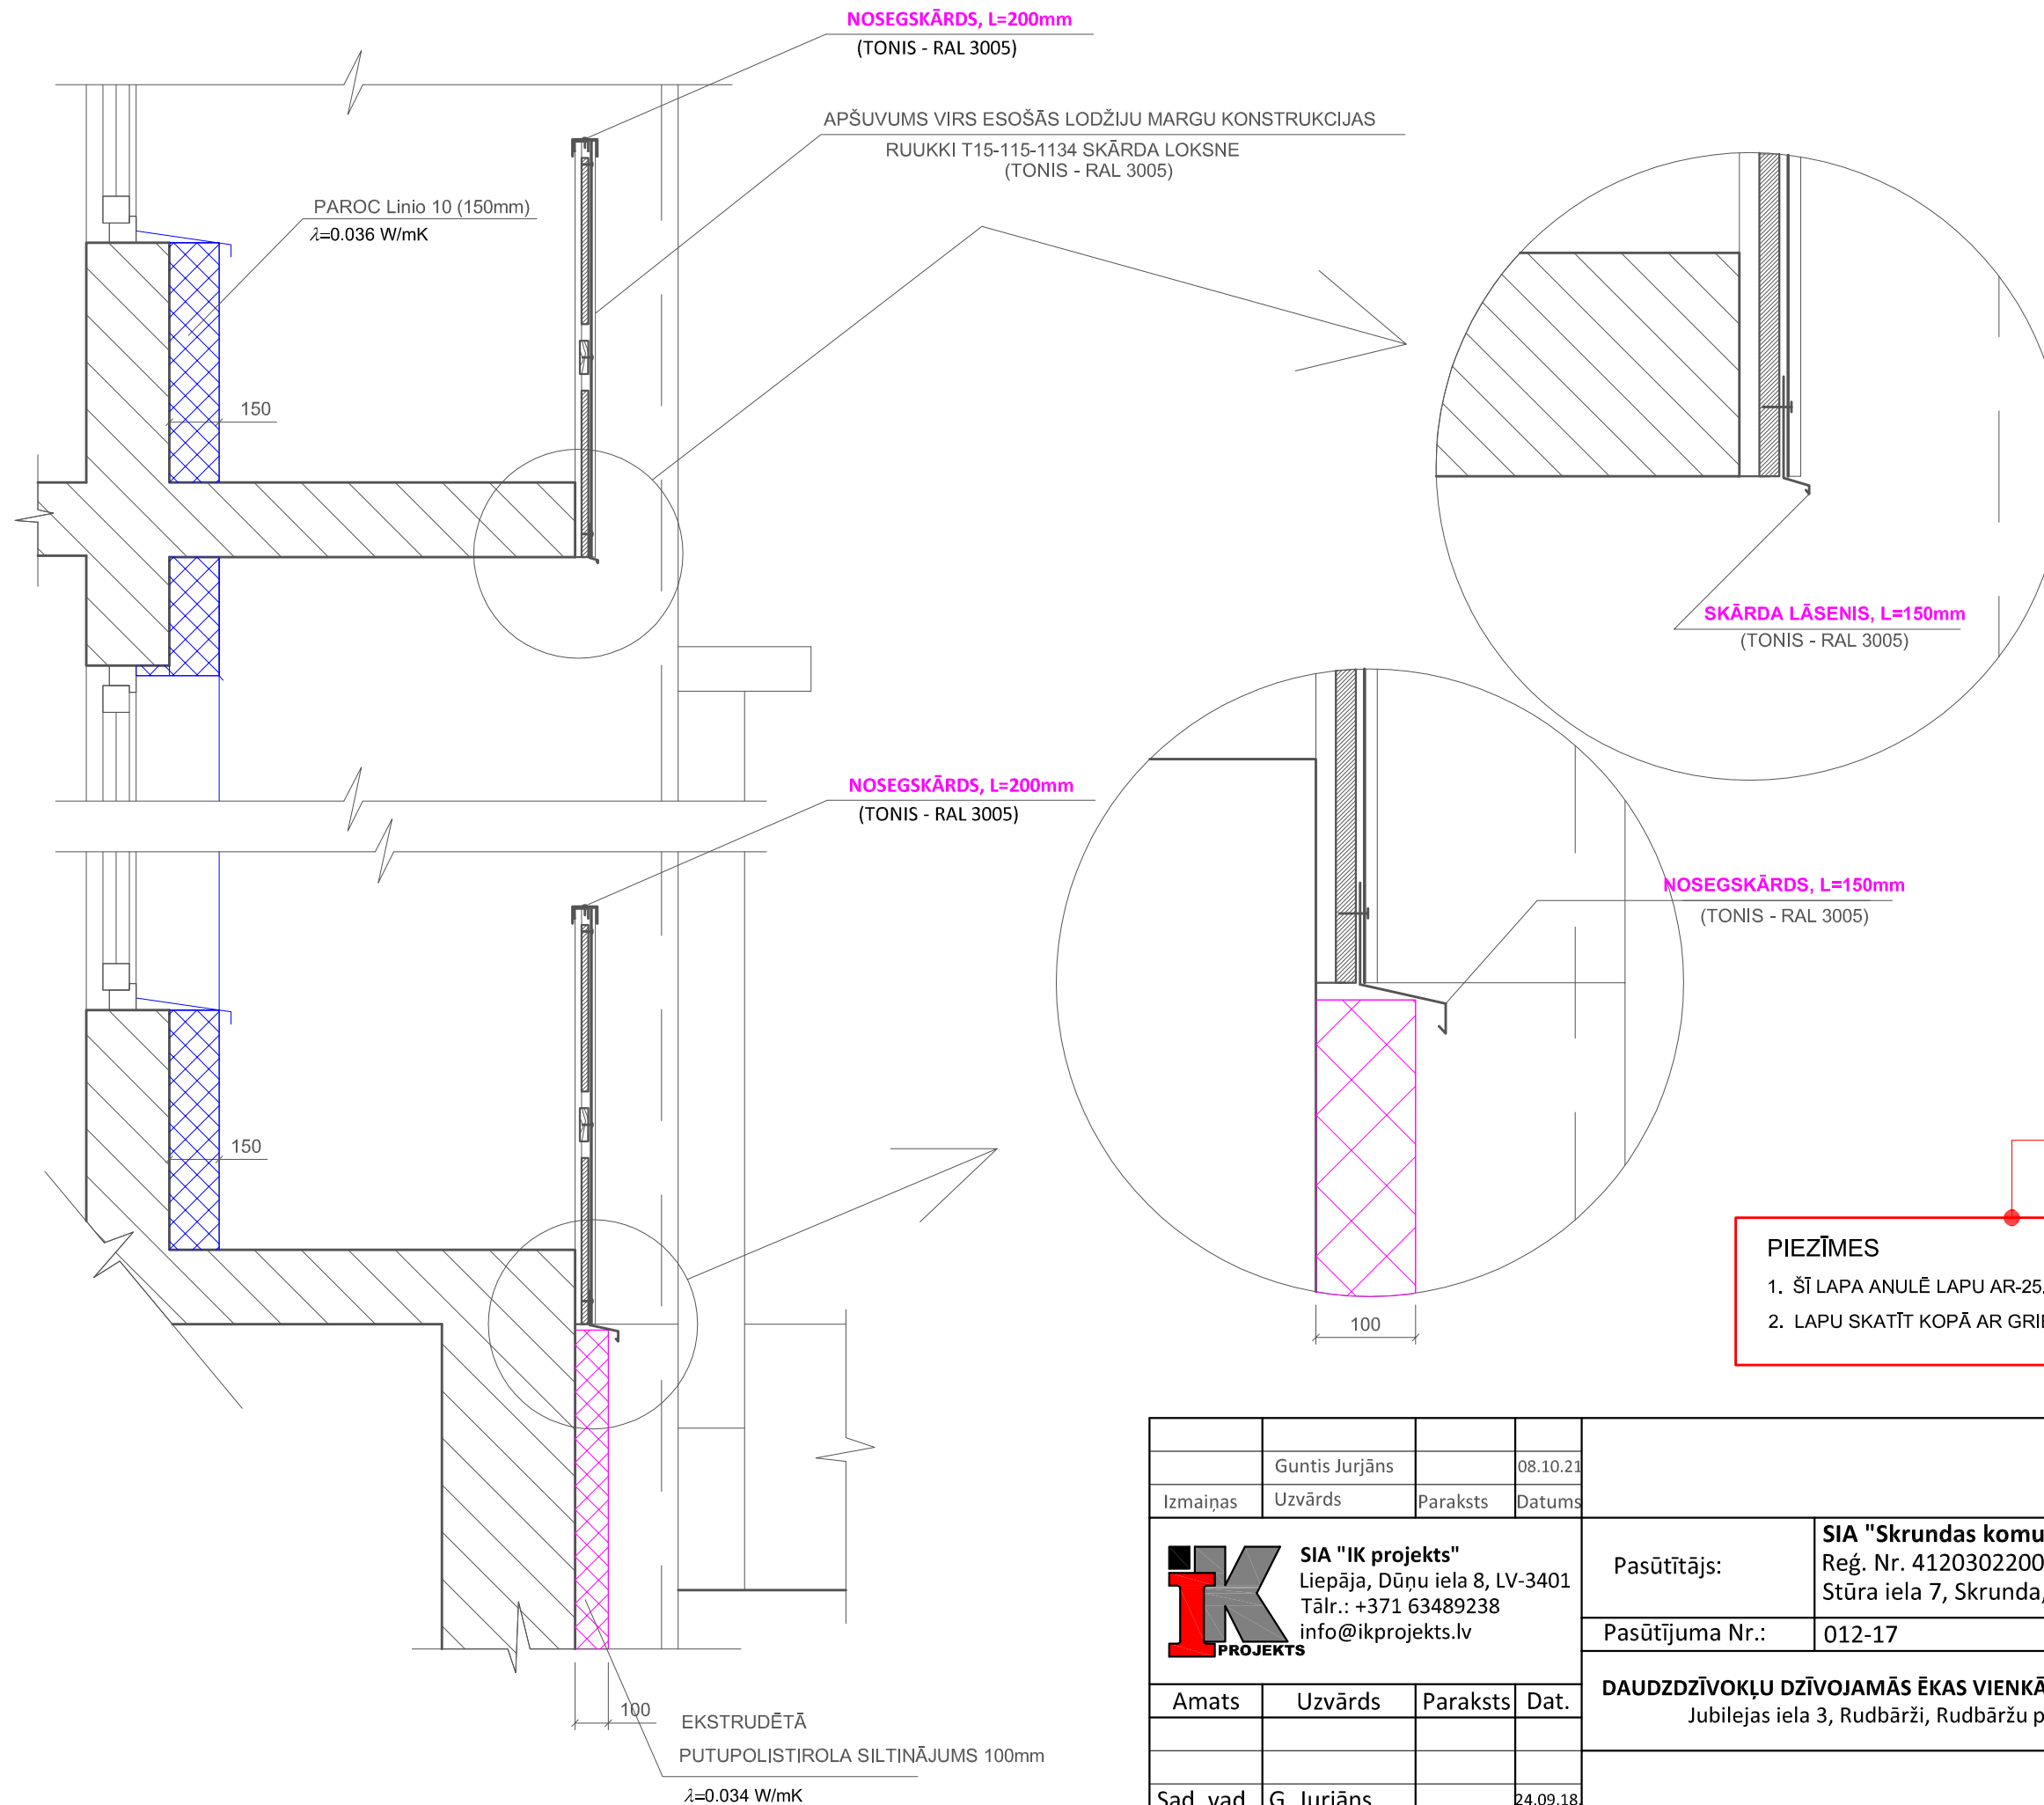 NOSEGSKĀRDS, L=200mm
(TONIS - RAL 3005)
APŠUVUMS VIRS ESOŠĀS LODŽIJU MARGU KONSTRUKCIJAS
RUUKKI T15-115-1134 SKĀRDA LOKSNE
(TONIS - RAL 3005)
PAROC Linio 10 (150mm)
λ=0.036 W/mK
150
SKĀRDA LĀSENIS, L=150mm
(TONIS - RAL 3005)
NOSEGSKĀRDS, L=200mm
(TONIS - RAL 3005)
NOSEGSKĀRDS, L=150mm
(TONIS - RAL 3005)
150
100
PIEZĪMES
1. ŠĪ LAPA ANULĒ LAPU AR-25.
2. LAPU SKATĪT KOPĀ AR
100
EKSTRUDĒTĀ
PUTUPOLISTIROLA SILTINĀJUMS 100mm
λ=0.034 W/mK
Guntis Jurjāns 08.10.21
Izmaiņas Uzvārds Paraksts Datums
iK PROJEKTS
SIA "IK projekts"
Liepāja, Dūņu iela 8, LV-3401
Tālr.: +371 63489238
info@ikprojekts.lv
Pasūtītājs:
SIA "Skrundas
Reģ. Nr. 4120302200
Stūra iela 7, Skrunda,
Pasūtījuma Nr.: 012-17
DAUDZDZĪVOKĻU DZĪVOJAMĀS ĒKAS
Jubilejas iela 3, Rudbārži, Rudbāržu
Amats Uzvārds Paraksts Dat.
Sad. vad. G. Jurjāns 24.09.18.